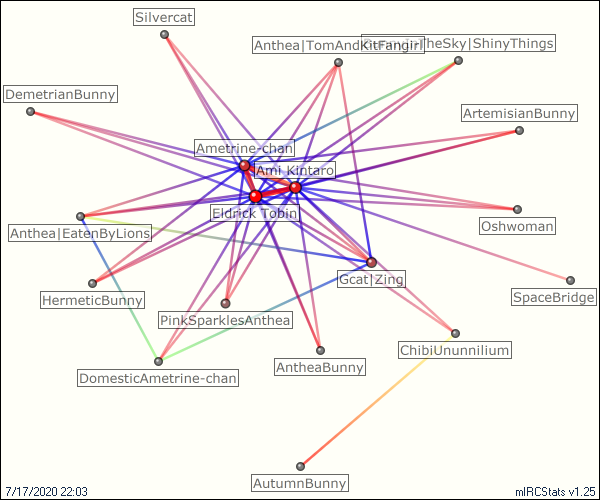 Silvercat
Anthea|TomAndKitFangirl
TheSky|ShinyThings
DemetrianBunny
ArtemisianBunny
Ametrine-chan
Ami Kintaro
Eldrick Tobin
Oshwoman
Anthea|EatenByLions
Gcat|Zing
SpaceBridge
HermeticBunny
PinkSparklesAnthea
ChibiUnunnilium
AntheaBunny
DomesticAmetrine-chan
AutumnBunny
7/17/2020 22:03
mIRCStats v1.25